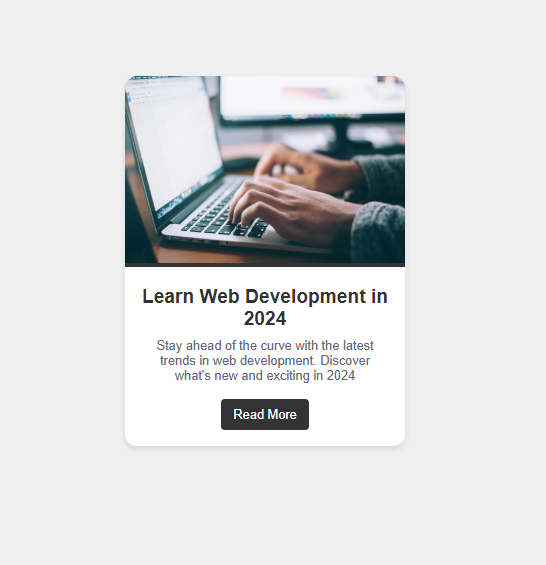 Learn Web Development in
2024
Stay ahead of the curve with the latest
trends in web development. Discover
what's new and exciting in 2024
Read More